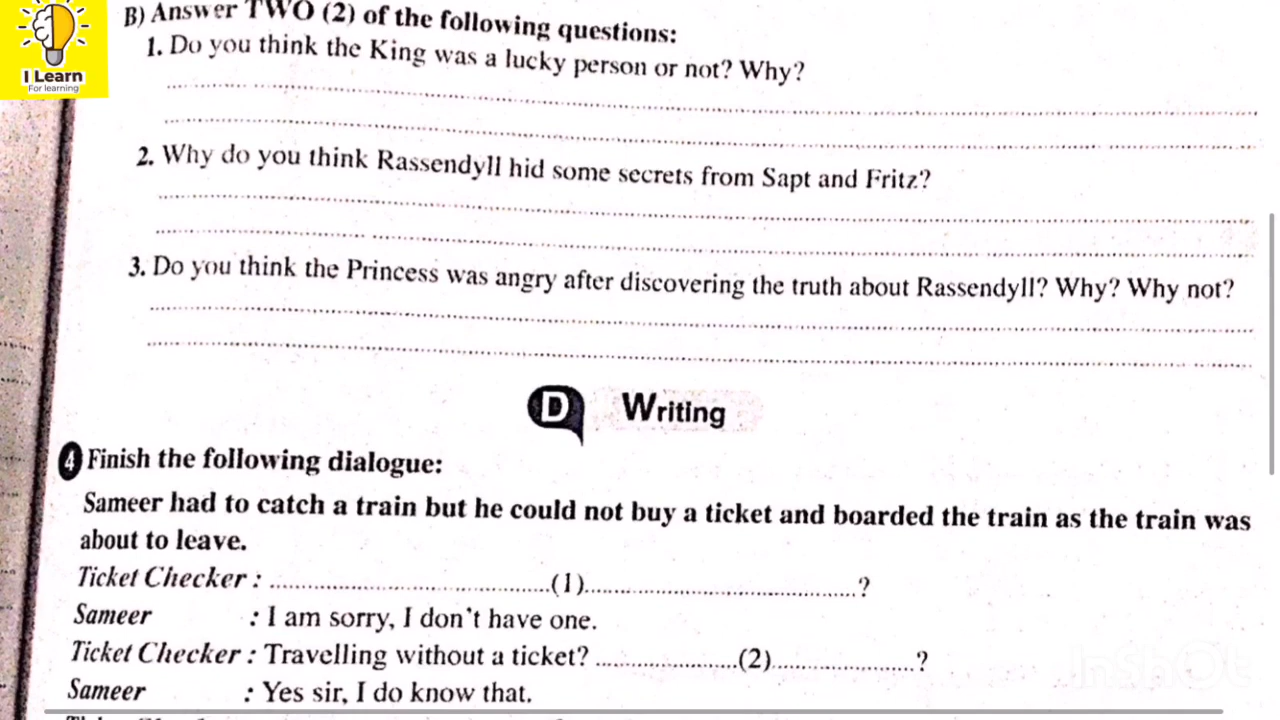 I Learn
For learning
B) Answer TWO (2) of the following questions:
1. Do you think the King was a lucky person or not? Why?
2. Why do you think Rassendyll hid some secrets from Sapt and Fritz?
3. Do you think the Princess was angry after discovering the truth about Rassendyll? Why? Why not?
D Writing
4 Finish the following dialogue:
Sameer had to catch a train but he could not buy a ticket and boarded the train as the train was
about to leave.
Ticket Checker : ........................................(1)........................................?
Sameer : I am sorry, I don't have one.
Ticket Checker : Travelling without a ticket? .....................(2).....................?
Sameer : Yes sir, I do know that.
InShOt